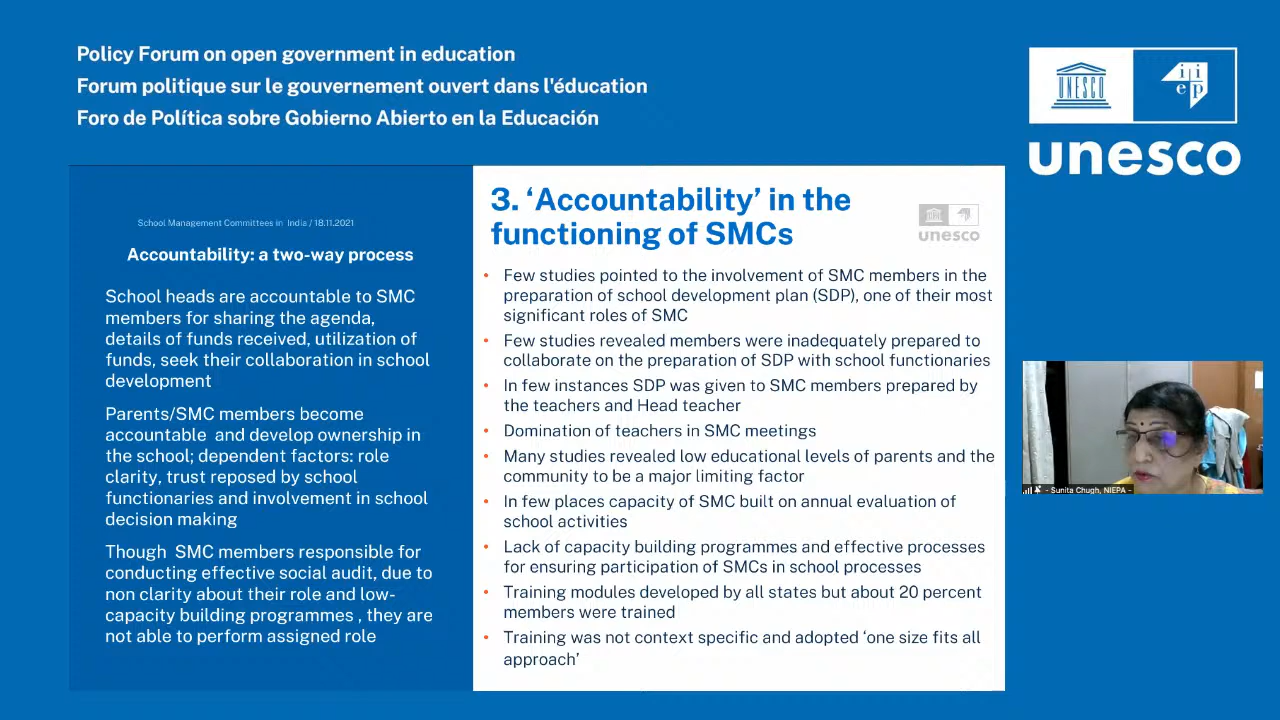 Policy Forum on open government in education
Forum politique sur le gouvernement ouvert dans l'éducation
Foro de Política sobre Gobierno Abierto en la Educación
UNESCO
iiep
unesco
School Management Committees in India / 18.11.2021
Accountability: a two-way process
School heads are accountable to SMC
members for sharing the agenda,
details of funds received, utilization of
funds, seek their collaboration in school
development
Parents/SMC members become
accountable and develop ownership in
the school; dependent factors: role
clarity, trust reposed by school
functionaries and involvement in school
decision making
Though SMC members responsible for
conducting effective social audit, due to
non clarity about their role and low-
capacity building programmes , they are
not able to perform assigned role
3. ‘Accountability’ in the
functioning of SMCs
unesco
• Few studies pointed to the involvement of SMC members in the
preparation of school development plan (SDP), one of their most
significant roles of SMC
• Few studies revealed members were inadequately prepared to
collaborate on the preparation of SDP with school functionaries
• In few instances SDP was given to SMC members prepared by
the teachers and Head teacher
• Domination of teachers in SMC meetings
• Many studies revealed low educational levels of parents and the
community to be a major limiting factor
• In few places capacity of SMC built on annual evaluation of
school activities
• Lack of capacity building programmes and effective processes
for ensuring participation of SMCs in school processes
• Training modules developed by all states but about 20 percent
members were trained
• Training was not context specific and adopted ‘one size fits all
approach’
- Sunita Chugh, NIEPA -